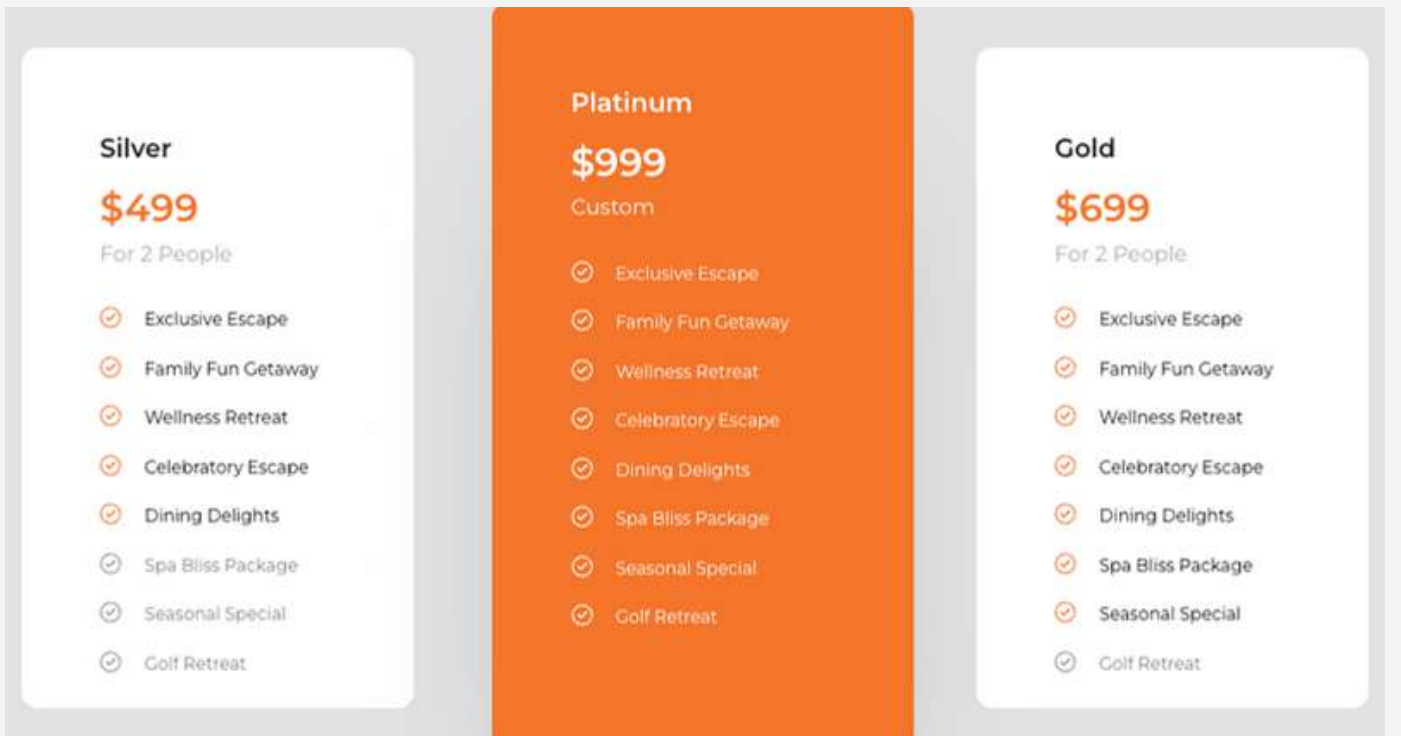 Silver
$499
For 2 People
Exclusive Escape
Family Fun Getaway
Wellness Retreat
Celebratory Escape
Dining Delights
Spa Bliss Package
Seasonal Special
Golf Retreat
Platinum
$999
Custom
Exclusive Escape
Family Fun Getaway
Wellness Retreat
Celebratory Escape
Dining Delights
Spa Bliss Package
Seasonal Special
Golf Retreat
Gold
$699
For 2 People
Exclusive Escape
Family Fun Getaway
Wellness Retreat
Celebratory Escape
Dining Delights
Spa Bliss Package
Seasonal Special
Golf Retreat